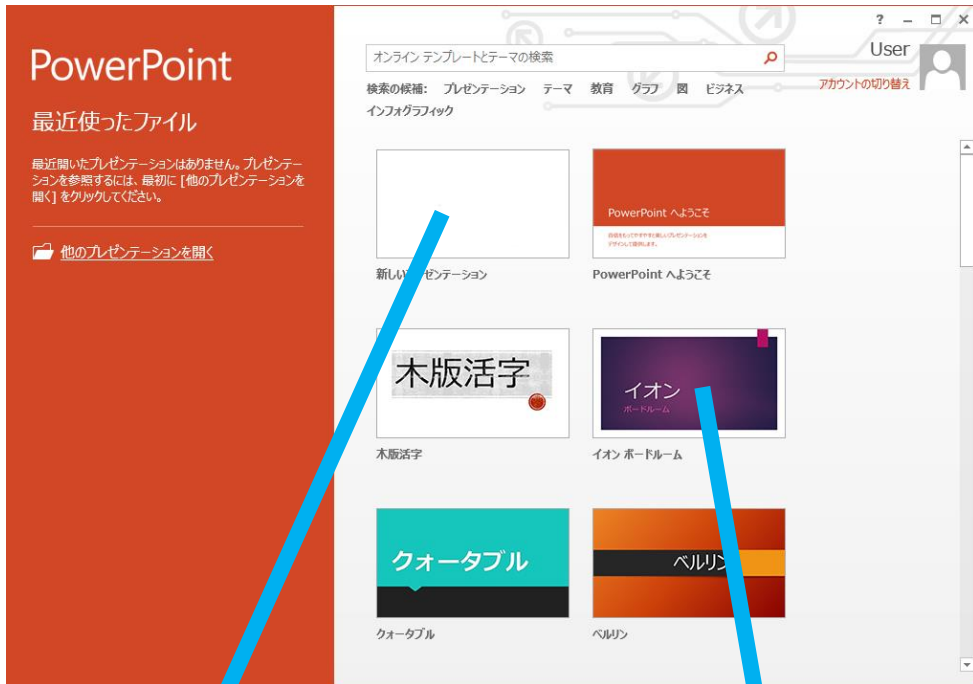 PowerPoint
最近使ったファイル
最近開いたプレゼンテーションはありません。プレゼンテー
ションを参照するには、最初に [他のプレゼンテーションを
開く] をクリックしてください。
他のプレゼンテーションを開く
? – □ ×
User
アカウントの切り替え
オンライン テンプレートとテーマの検索
検索の候補: プレゼンテーション テーマ 教育 グラフ 図 ビジネス
インフォグラフィック
PowerPoint へようこそ
デザインして提供します。
新しい ゼンテーション
PowerPoint へようこそ
木版活字
イオン
ボードルーム
木版活字
イオン ボードルーム
クォータブル
ベルリン
クォータブル
ベルリン